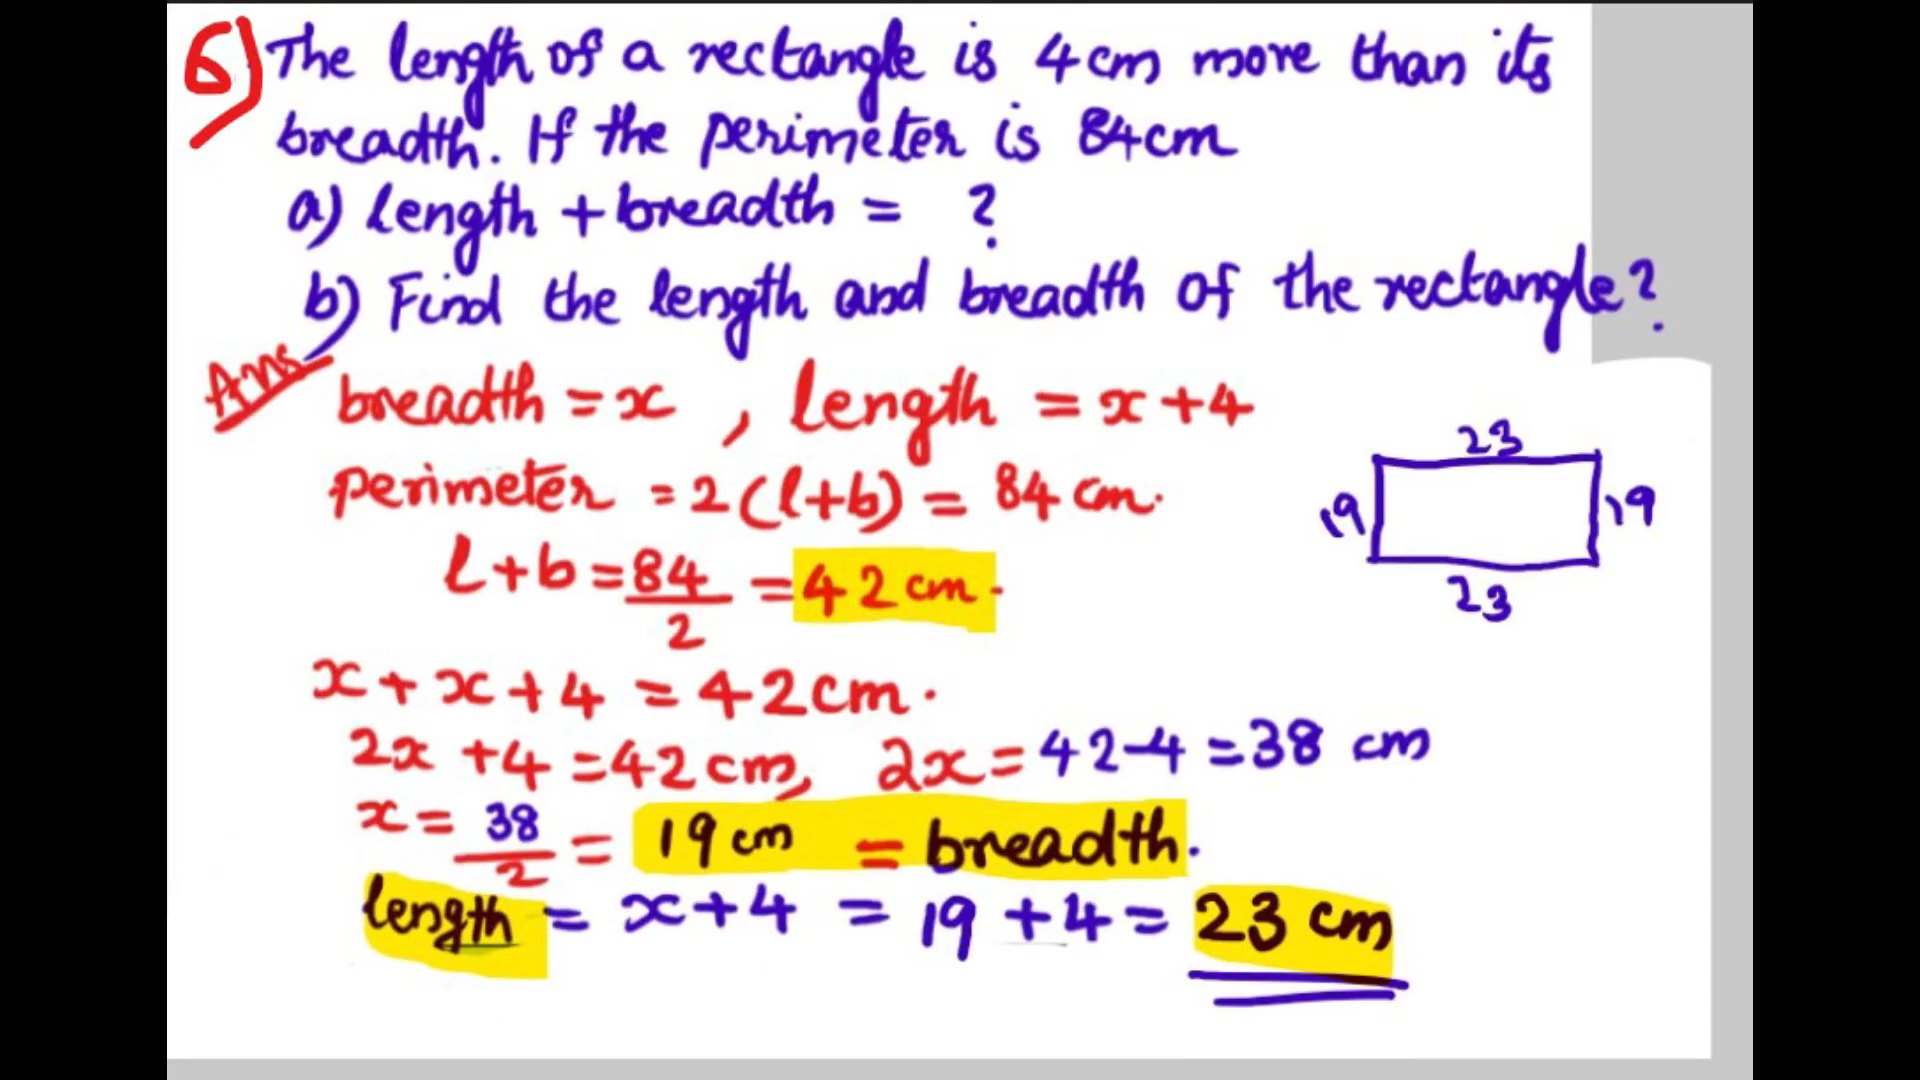 6) The length of a rectangle is 4cm more than its
breadth. If the perimeter is 84cm
a) length + breadth = ?
b) Find the length and breadth of the rectangle?
Ans
breadth = x , length = x+4
perimeter = 2(l+b) = 84 cm.
l+b = 84/2 = 42 cm.
x + x + 4 = 42cm.
2x + 4 = 42 cm, 2x = 42-4 = 38 cm
x = 38/2 = 19 cm = breadth.
length = x+4 = 19 + 4 = 23 cm
23
19 19
23